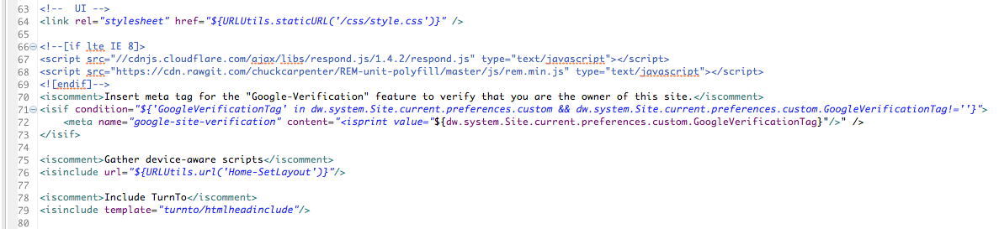 63 <!--  UI -->
64 <link rel="stylesheet" href="${URLUtils.staticURL('/css/style.css')}" />
65
66 <!--[if lte IE 8]>
67 <script src="//cdnjs.cloudflare.com/ajax/libs/respond.js/1.4.2/respond.js" type="text/javascript"></script>
68 <script src="https://cdn.rawgit.com/chuckcarpenter/REM-unit-polyfill/master/js/rem.min.js" type="text/javascript"></script>
69 <![endif]-->
70 <iscomment>Insert meta tag for the "Google-Verification" feature to verify that you are the owner of this site.</iscomment>
71 <isif condition="${'GoogleVerificationTag' in dw.system.Site.current.preferences.custom && dw.system.Site.current.preferences.custom.GoogleVerificationTag!=''}">
72     <meta name="google-site-verification" content="<isprint value="${dw.system.Site.current.preferences.custom.GoogleVerificationTag}"/>" />
73 </isif>
74
75 <iscomment>Gather device-aware scripts</iscomment>
76 <isinclude url="${URLUtils.url('Home-SetLayout')}"/>
77
78 <iscomment>Include TurnTo</iscomment>
79 <isinclude template="turnto/htmlheadinclude"/>
80